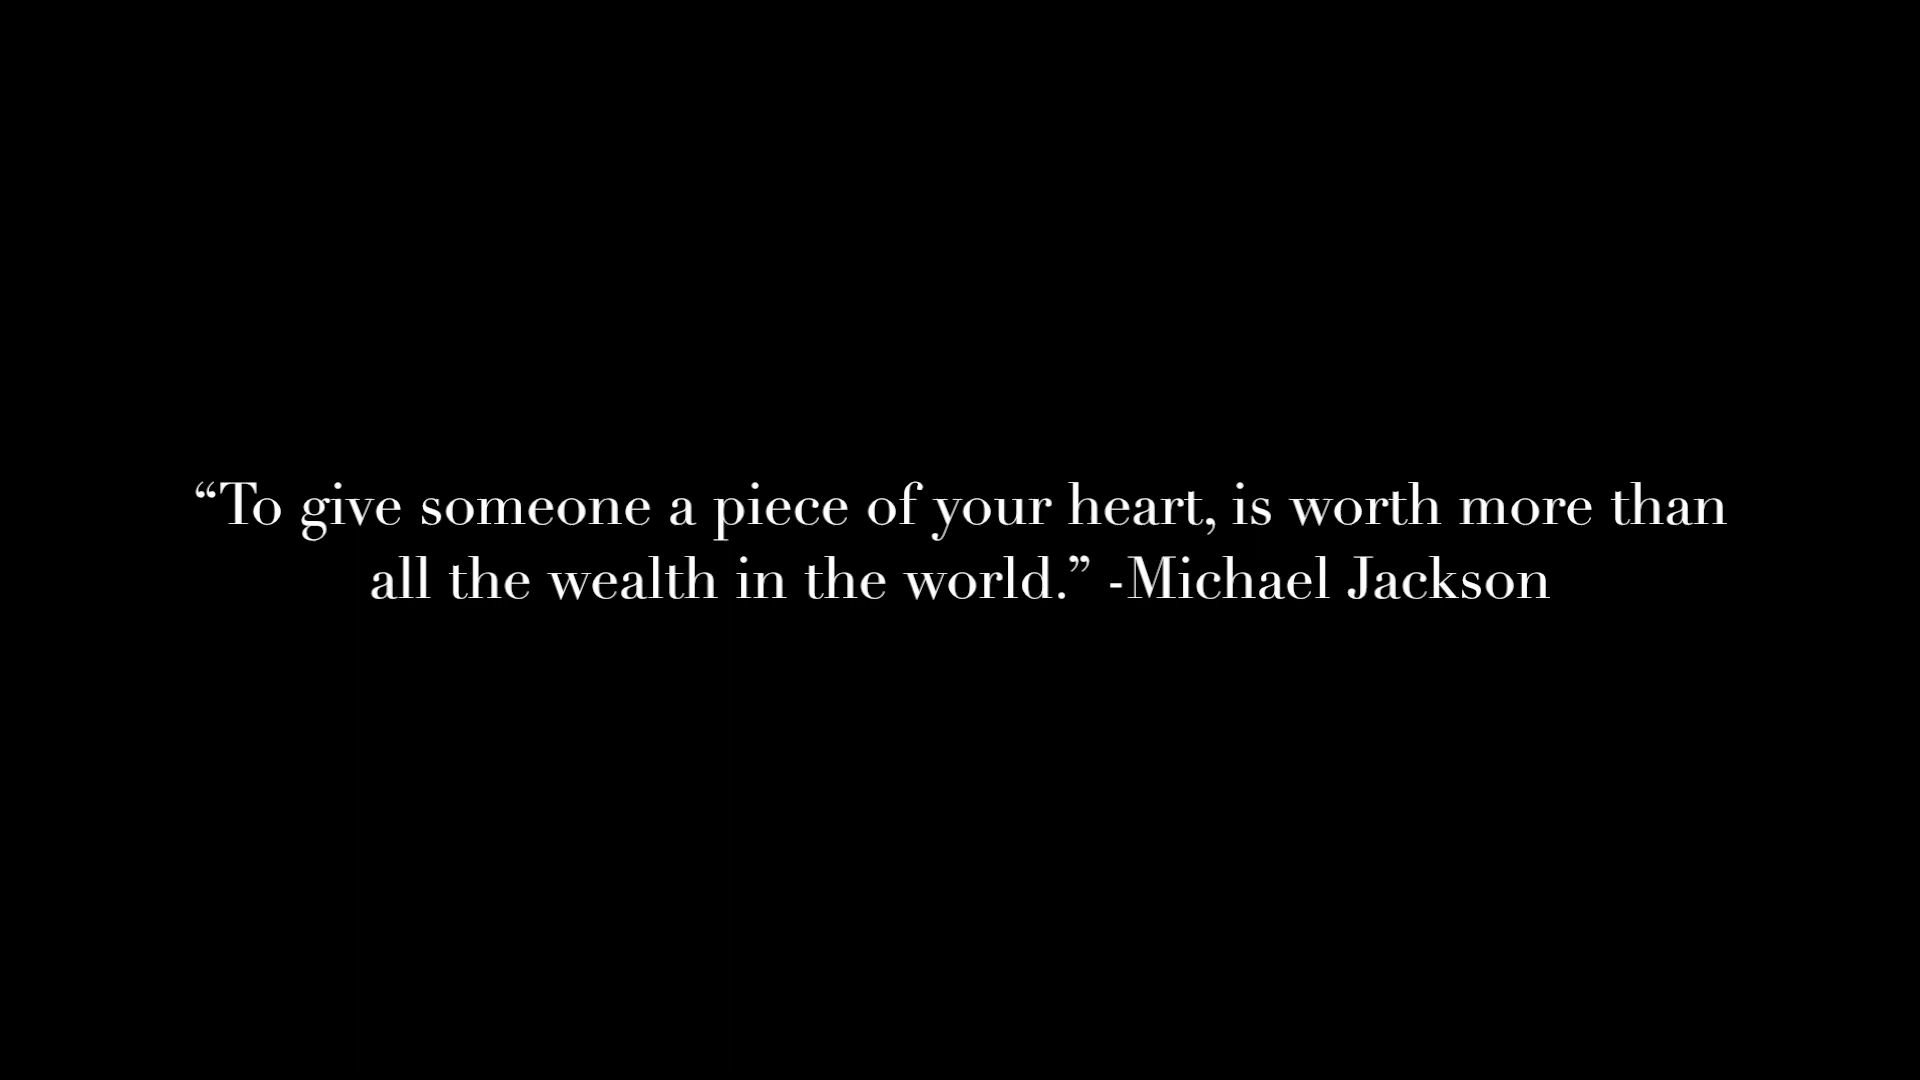 “To give someone a piece of your heart, is worth more than
all the wealth in the world.” -Michael Jackson